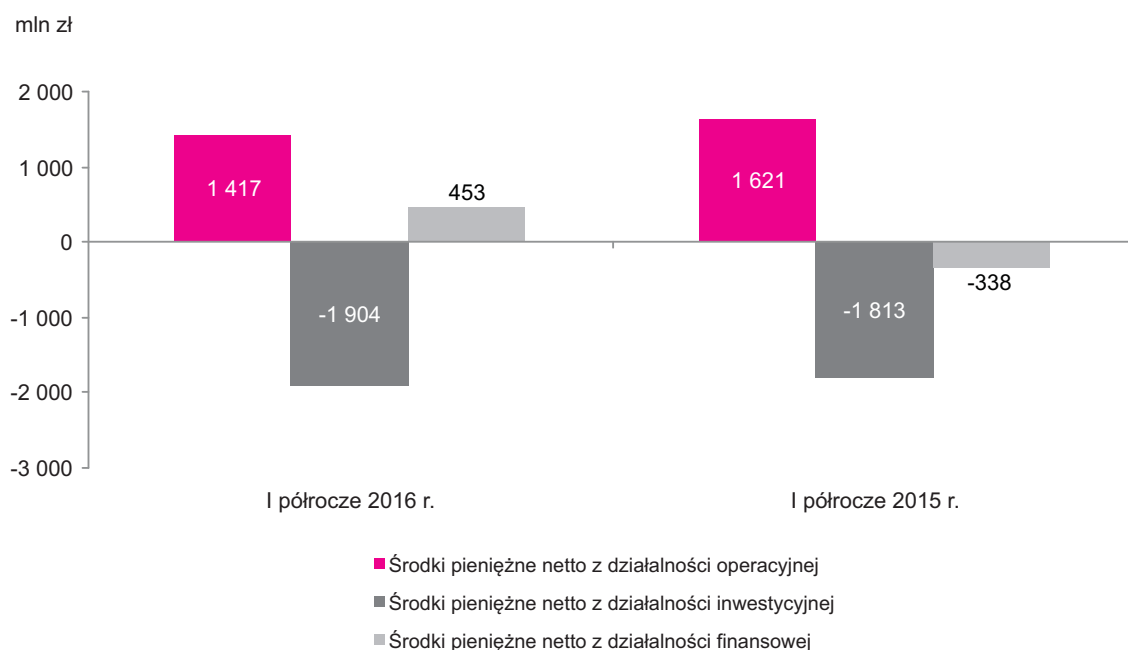 mln zł
2 000
1 000
0
-1 000
-2 000
-3 000
1 417
-1 904
453
1 621
-1 813
-338
I półrocze 2016 r.
I półrocze 2015 r.
Środki pieniężne netto z działalności operacyjnej
Środki pieniężne netto z działalności inwestycyjnej
Środki pieniężne netto z działalności finansowej